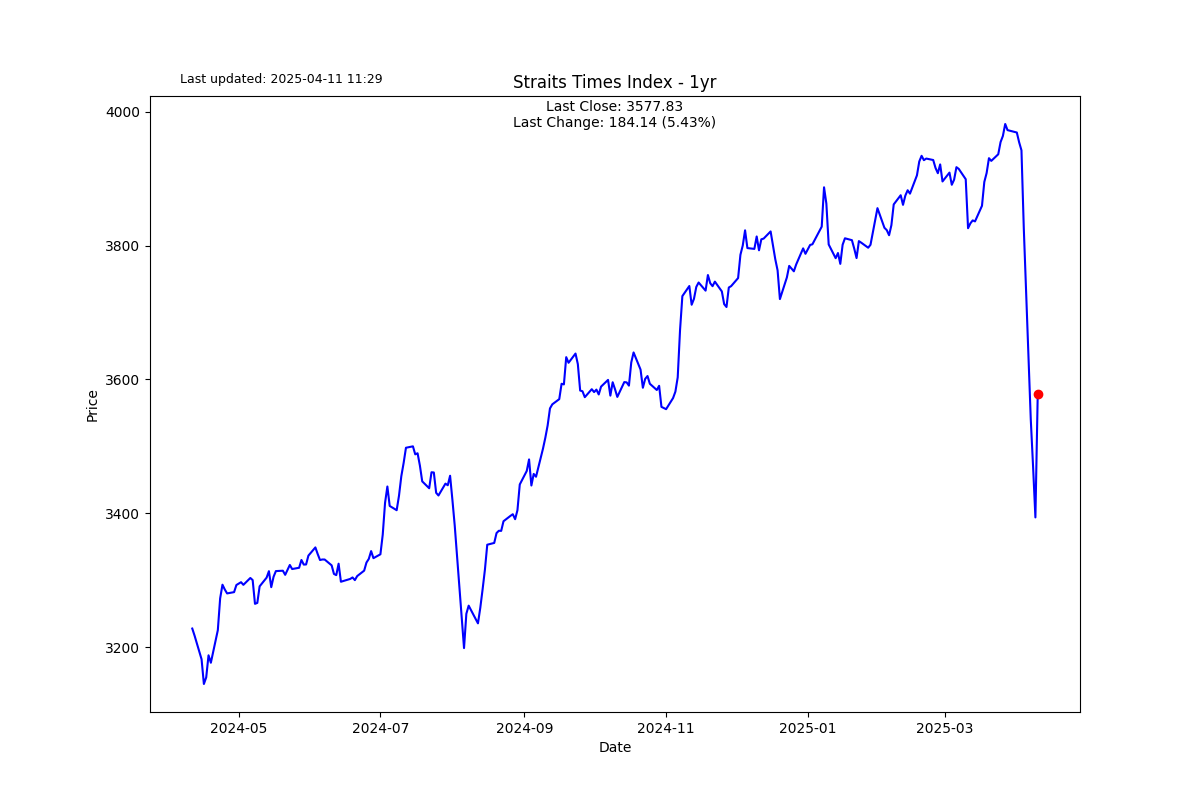 Last updated: 2025-04-11 11:29
Straits Times Index - 1yr
Last Close: 3577.83
Last Change: 184.14 (5.43%)
4000
3800
3600
3400
3200
Price
2024-05
2024-07
2024-09
2024-11
2025-01
2025-03
Date